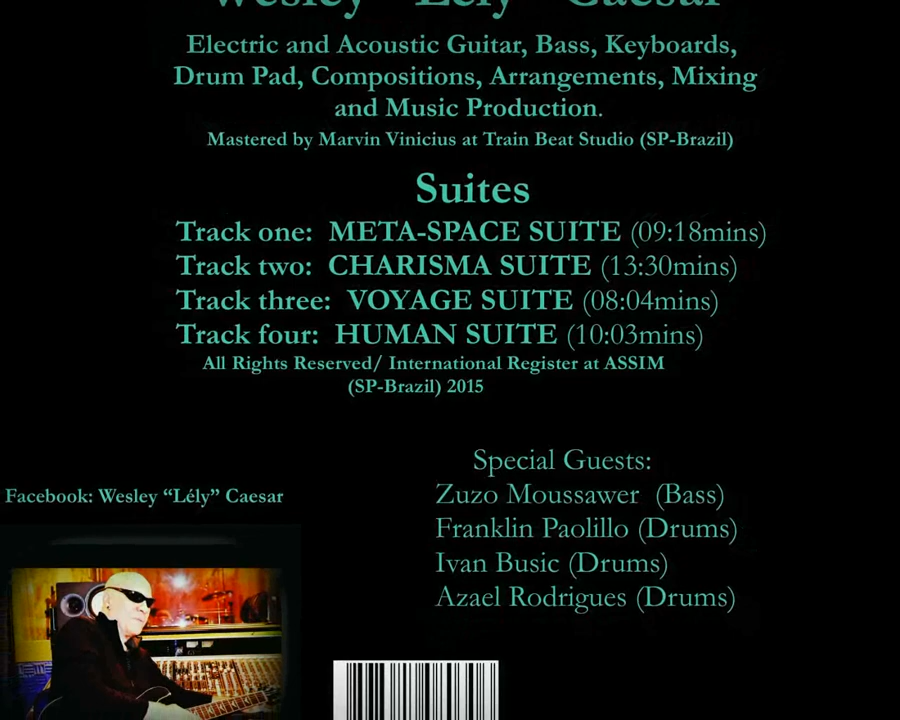 Wesley "Lély" Caesar
Electric and Acoustic Guitar, Bass, Keyboards,
Drum Pad, Compositions, Arrangements, Mixing
and Music Production.
Mastered by Marvin Vinicius at Train Beat Studio (SP-Brazil)
Suites
Track one:  META-SPACE SUITE (09:18mins)
Track two:  CHARISMA SUITE (13:30mins)
Track three:  VOYAGE SUITE (08:04mins)
Track four:  HUMAN SUITE (10:03mins)
All Rights Reserved/ International Register at ASSIM
(SP-Brazil) 2015
Special Guests:
Zuzo Moussawer  (Bass)
Franklin Paolillo (Drums)
Ivan Busic (Drums)
Azael Rodrigues (Drums)
Facebook: Wesley “Lély” Caesar